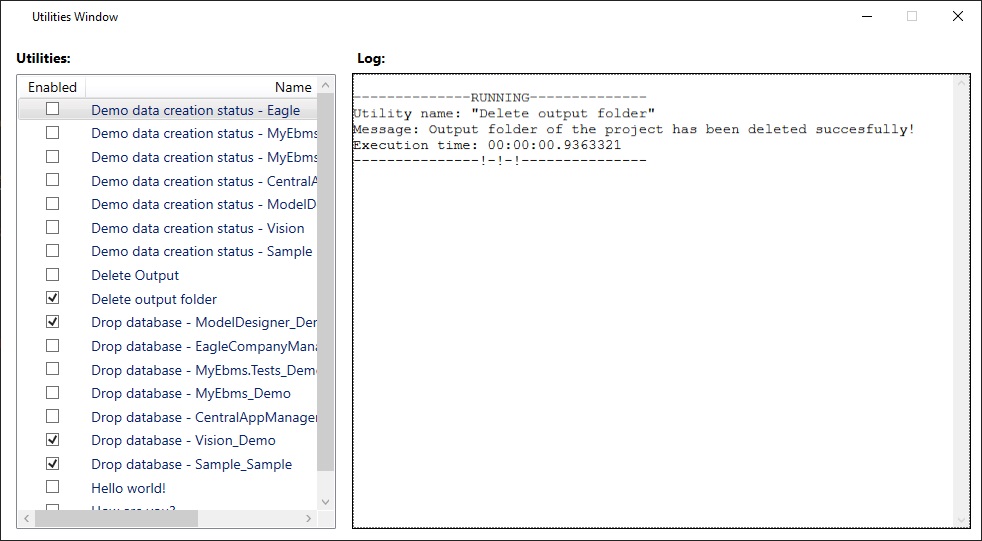 Utilities Window
Utilities:
Log:
Enabled
Name
Demo data creation status - Eagle
Demo data creation status - MyEbms
Demo data creation status - MyEbms
Demo data creation status - CentralA
Demo data creation status - ModelD
Demo data creation status - Vision
Demo data creation status - Sample
Delete Output
Delete output folder
Drop database - ModelDesigner_Der
Drop database - EagleCompanyMana
Drop database - MyEbms.Tests_Demo
Drop database - MyEbms_Demo
Drop database - CentralAppManager
Drop database - Vision_Demo
Drop database - Sample_Sample
Hello world!
How are you?
--------------RUNNING--------------
Utility name: "Delete output folder"
Message: Output folder of the project has been deleted succesfully!
Execution time: 00:00:00.9363321
---------------!-!-!---------------